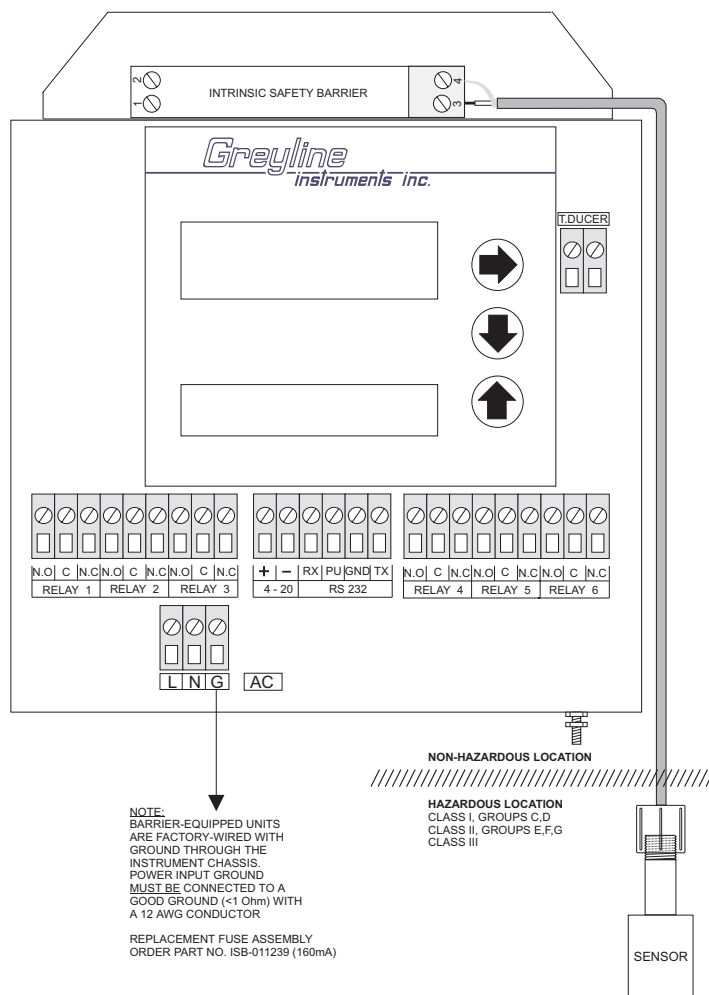 2
1
INTRINSIC SAFETY BARRIER
4
3
Greyline
instruments inc.
T.DUCER
N.O C N.C N.O C N.C N.O C N.C
RELAY 1 RELAY 2 RELAY 3
+ – RX PU GND TX
4 - 20 RS 232
N.O C N.C N.O C N.C N.O C N.C
RELAY 4 RELAY 5 RELAY 6
L N G AC
NON-HAZARDOUS LOCATION
HAZARDOUS LOCATION
CLASS I, GROUPS C,D
CLASS II, GROUPS E,F,G
CLASS III
NOTE:
BARRIER-EQUIPPED UNITS
ARE FACTORY-WIRED WITH
GROUND THROUGH THE
INSTRUMENT CHASSIS.
POWER INPUT GROUND
MUST BE CONNECTED TO A
GOOD GROUND (<1 Ohm) WITH
A 12 AWG CONDUCTOR
REPLACEMENT FUSE ASSEMBLY
ORDER PART NO. ISB-011239 (160mA)
SENSOR